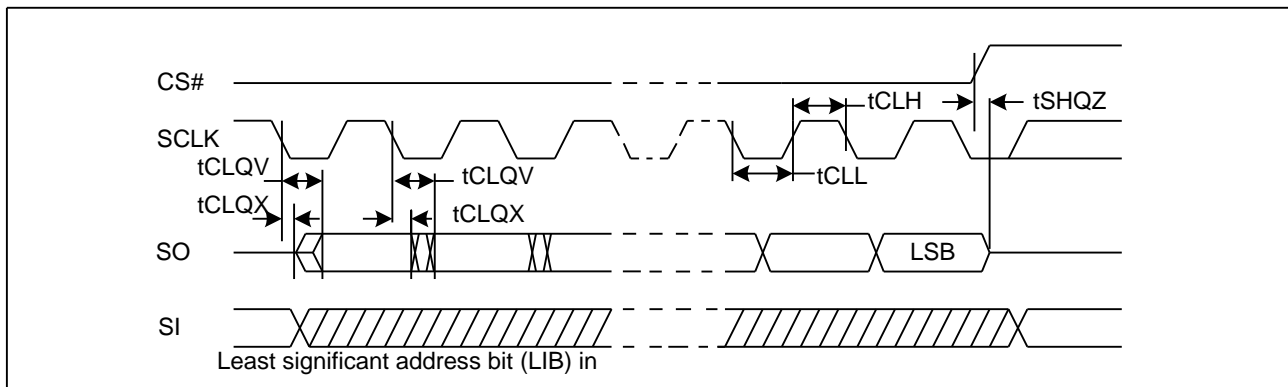 CS#
tCLH
tSHQZ
SCLK
tCLQV
tCLQV
tCLL
tCLQX
tCLQX
SO
LSB
SI
Least significant address bit (LIB) in